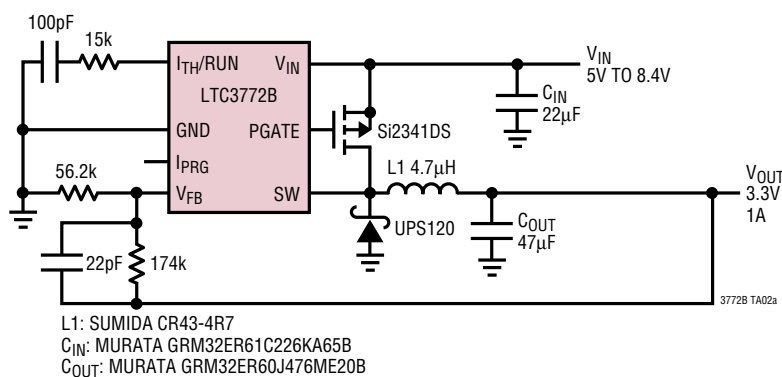 100pF
15k
ITH/RUN
VIN
LTC3772B
GND
PGATE
IPRG
VFB
SW
56.2k
22pF
174k
Si2341DS
L1 4.7μH
UPS120
CIN
22μF
VIN
5V TO 8.4V
COUT
47μF
VOUT
3.3V
1A
3772B TA02a
L1: SUMIDA CR43-4R7
CIN: MURATA GRM32ER61C226KA65B
COUT: MURATA GRM32ER60J476ME20B